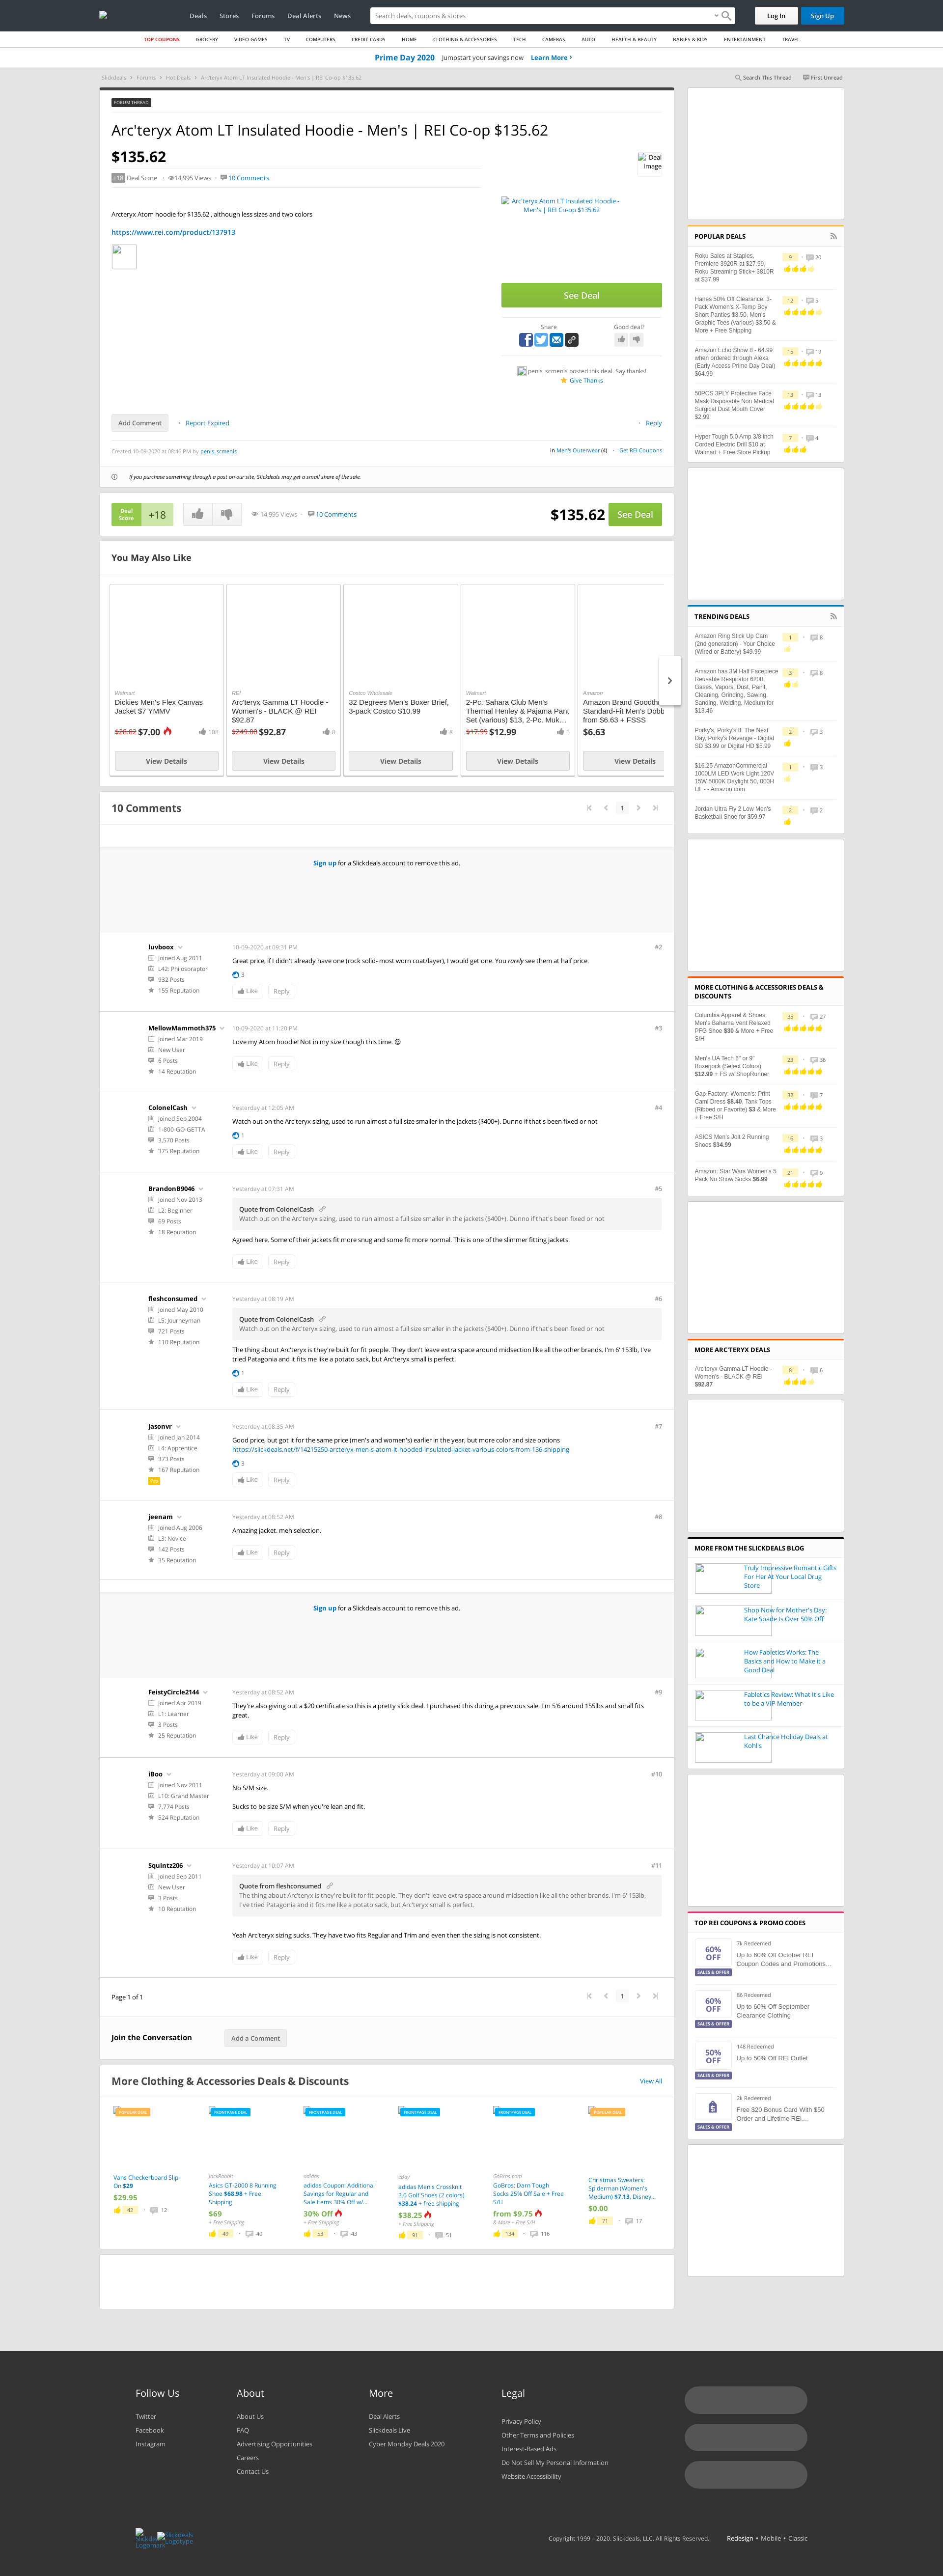 Deals
Stores
Forums
Deal Alerts
News
Search deals, coupons & stores
Log In
Sign Up
TOP COUPONS
GROCERY
VIDEO GAMES
TV
COMPUTERS
CREDIT CARDS
HOME
CLOTHING & ACCESSORIES
TECH
CAMERAS
AUTO
HEALTH & BEAUTY
BABIES & KIDS
ENTERTAINMENT
TRAVEL
Prime Day 2020 Jumpstart your savings now Learn More
Slickdeals
Forums
Hot Deals
Arc'teryx Atom LT Insulated Hoodie - Men's | REI Co-op $135.62
Search This Thread
First Unread
FORUM THREAD
Arc'teryx Atom LT Insulated Hoodie - Men's | REI Co-op $135.62
$135.62
+18 Deal Score
14,995 Views
10 Comments
Deal
Image
Arcteryx Atom hoodie for $135.62 , although less sizes and two colors
https://www.rei.com/product/137913
Arc'teryx Atom LT Insulated Hoodie -
Men's | REI Co-op $135.62
See Deal
Share
Good deal?
penis_scmenis posted this deal. Say thanks!
Give Thanks
Add Comment
Report Expired
Reply
Created 10-09-2020 at 08:46 PM by penis_scmenis
in Men's Outerwear (4)
Get REI Coupons
If you purchase something through a post on our site, Slickdeals may get a small share of the sale.
Deal
Score
+18
14,995 Views
10 Comments
$135.62
See Deal
You May Also Like
Walmart
Dickies Men's Flex Canvas
Jacket $7 YMMV
$28.82 $7.00
108
View Details
REI
Arc'teryx Gamma LT Hoodie -
Women's - BLACK @ REI
$92.87
$249.00 $92.87
8
View Details
Costco Wholesale
32 Degrees Men's Boxer Brief,
3-pack Costco $10.99
8
View Details
Walmart
2-Pc. Sahara Club Men's
Thermal Henley & Pajama Pant
Set (various) $13, 2-Pc. Muk…
$17.99 $12.99
6
View Details
Amazon
Amazon Brand Goodth
Standard-Fit Men's Dobb
from $6.63 + FSSS
$6.63
View Details
10 Comments
1
Sign up for a Slickdeals account to remove this ad.
luvboox
Joined Aug 2011
L42: Philosoraptor
932 Posts
155 Reputation
10-09-2020 at 09:31 PM
#2
Great price, if I didn't already have one (rock solid- most worn coat/layer), I would get one. You rarely see them at half price.
3
Like
Reply
MellowMammoth375
Joined Mar 2019
New User
6 Posts
14 Reputation
10-09-2020 at 11:20 PM
#3
Love my Atom hoodie! Not in my size though this time. ☹
Like
Reply
ColonelCash
Joined Sep 2004
1-800-GO-GETTA
3,570 Posts
375 Reputation
Yesterday at 12:05 AM
#4
Watch out on the Arc'teryx sizing, used to run almost a full size smaller in the jackets ($400+). Dunno if that's been fixed or not
1
Like
Reply
BrandonB9046
Joined Nov 2013
L2: Beginner
69 Posts
18 Reputation
Yesterday at 07:31 AM
#5
Quote from ColonelCash
Watch out on the Arc'teryx sizing, used to run almost a full size smaller in the jackets ($400+). Dunno if that's been fixed or not
Agreed here. Some of their jackets fit more snug and some fit more normal. This is one of the slimmer fitting jackets.
Like
Reply
fleshconsumed
Joined May 2010
L5: Journeyman
721 Posts
110 Reputation
Yesterday at 08:19 AM
#6
Quote from ColonelCash
Watch out on the Arc'teryx sizing, used to run almost a full size smaller in the jackets ($400+). Dunno if that's been fixed or not
The thing about Arc'teryx is they're built for fit people. They don't leave extra space around midsection like all the other brands. I'm 6' 153lb, I've
tried Patagonia and it fits me like a potato sack, but Arc'teryx small is perfect.
1
Like
Reply
jasonvr
Joined Jan 2014
L4: Apprentice
373 Posts
167 Reputation
Pro
Yesterday at 08:35 AM
#7
Good price, but got it for the same price (men's and women's) earlier in the year, but more color and size options
https://slickdeals.net/f/14215250-arcteryx-men-s-atom-lt-hooded-insulated-jacket-various-colors-from-136-shipping
3
Like
Reply
jeenam
Joined Aug 2006
L3: Novice
142 Posts
35 Reputation
Yesterday at 08:52 AM
#8
Amazing jacket. meh selection.
Like
Reply
Sign up for a Slickdeals account to remove this ad.
FeistyCircle2144
Joined Apr 2019
L1: Learner
3 Posts
25 Reputation
Yesterday at 08:52 AM
#9
They're also giving out a $20 certificate so this is a pretty slick deal. I purchased this during a previous sale. I'm 5'6 around 155lbs and small fits
great.
Like
Reply
iBoo
Joined Nov 2011
L10: Grand Master
7,774 Posts
524 Reputation
Yesterday at 09:00 AM
#10
No S/M size.
Sucks to be size S/M when you're lean and fit.
Like
Reply
Squintz206
Joined Sep 2011
New User
3 Posts
10 Reputation
Yesterday at 10:07 AM
#11
Quote from fleshconsumed
The thing about Arc'teryx is they're built for fit people. They don't leave extra space around midsection like all the other brands. I'm 6' 153lb,
I've tried Patagonia and it fits me like a potato sack, but Arc'teryx small is perfect.
Yeah Arc'teryx sizing sucks. They have two fits Regular and Trim and even then the sizing is not consistent.
Like
Reply
Page 1 of 1
1
Join the Conversation
Add a Comment
More Clothing & Accessories Deals & Discounts
View All
POPULAR DEAL
Vans Checkerboard Slip-
On $29
$29.95
42
12
FRONTPAGE DEAL
JackRabbit
Asics GT-2000 8 Running
Shoe $68.98 + Free
Shipping
$69
+ Free Shipping
49
40
FRONTPAGE DEAL
adidas
adidas Coupon: Additional
Savings for Regular and
Sale Items 30% Off w/…
30% Off
+ Free Shipping
53
43
FRONTPAGE DEAL
eBay
adidas Men's Crossknit
3.0 Golf Shoes (2 colors)
$38.24 + free shipping
$38.25
+ Free Shipping
91
51
FRONTPAGE DEAL
GoBros.com
GoBros: Darn Tough
Socks 25% Off Sale + Free
S/H
from $9.75
& More + Free S/H
134
116
POPULAR DEAL
Christmas Sweaters:
Spiderman (Women's
Medium) $7.13, Disney…
$0.00
71
17
POPULAR DEALS
Roku Sales at Staples,
Premiere 3920R at $27.99,
Roku Streaming Stick+ 3810R
at $37.99
9
20
Hanes 50% Off Clearance: 3-
Pack Women's X-Temp Boy
Short Panties $3.50, Men's
Graphic Tees (various) $3.50 &
More + Free Shipping
12
5
Amazon Echo Show 8 - 64.99
when ordered through Alexa
(Early Access Prime Day Deal)
$64.99
15
19
50PCS 3PLY Protective Face
Mask Disposable Non Medical
Surgical Dust Mouth Cover
$2.99
13
13
Hyper Tough 5.0 Amp 3/8 inch
Corded Electric Drill $10 at
Walmart + Free Store Pickup
7
4
TRENDING DEALS
Amazon Ring Stick Up Cam
(2nd generation) - Your Choice
(Wired or Battery) $49.99
1
8
Amazon has 3M Half Facepiece
Reusable Respirator 6200,
Gases, Vapors, Dust, Paint,
Cleaning, Grinding, Sawing,
Sanding, Welding, Medium for
$13.46
3
8
Porky's, Porky's II: The Next
Day, Porky's Revenge - Digital
SD $3.99 or Digital HD $5.99
2
3
$16.25 AmazonCommercial
1000LM LED Work Light 120V
15W 5000K Daylight 50, 000H
UL - - Amazon.com
1
3
Jordan Ultra Fly 2 Low Men's
Basketball Shoe for $59.97
2
2
MORE CLOTHING & ACCESSORIES DEALS &
DISCOUNTS
Columbia Apparel & Shoes:
Men's Bahama Vent Relaxed
PFG Shoe $30 & More + Free
S/H
35
27
Men's UA Tech 6" or 9"
Boxerjock (Select Colors)
$12.99 + FS w/ ShopRunner
23
36
Gap Factory: Women's: Print
Cami Dress $8.40, Tank Tops
(Ribbed or Favorite) $3 & More
+ Free S/H
32
7
ASICS Men's Jolt 2 Running
Shoes $34.99
16
3
Amazon: Star Wars Women's 5
Pack No Show Socks $6.99
21
9
MORE ARC'TERYX DEALS
Arc'teryx Gamma LT Hoodie -
Women's - BLACK @ REI
$92.87
8
6
MORE FROM THE SLICKDEALS BLOG
Truly Impressive Romantic Gifts
For Her At Your Local Drug
Store
Shop Now for Mother's Day:
Kate Spade Is Over 50% Off
How Fabletics Works: The
Basics and How to Make it a
Good Deal
Fabletics Review: What It's Like
to be a VIP Member
Last Chance Holiday Deals at
Kohl's
TOP REI COUPONS & PROMO CODES
60%
OFF
SALES & OFFER
7k Redeemed
Up to 60% Off October REI
Coupon Codes and Promotions…
60%
OFF
SALES & OFFER
86 Redeemed
Up to 60% Off September
Clearance Clothing
50%
OFF
SALES & OFFER
148 Redeemed
Up to 50% Off REI Outlet
SALES & OFFER
2k Redeemed
Free $20 Bonus Card With $50
Order and Lifetime REI…
Follow Us
Twitter
Facebook
Instagram
About
About Us
FAQ
Advertising Opportunities
Careers
Contact Us
More
Deal Alerts
Slickdeals Live
Cyber Monday Deals 2020
Legal
Privacy Policy
Other Terms and Policies
Interest-Based Ads
Do Not Sell My Personal Information
Website Accessibility
Slickdeals
Logomark
Slickdeals
Logotype
Copyright 1999 – 2020. Slickdeals, LLC. All Rights Reserved.
Redesign • Mobile • Classic